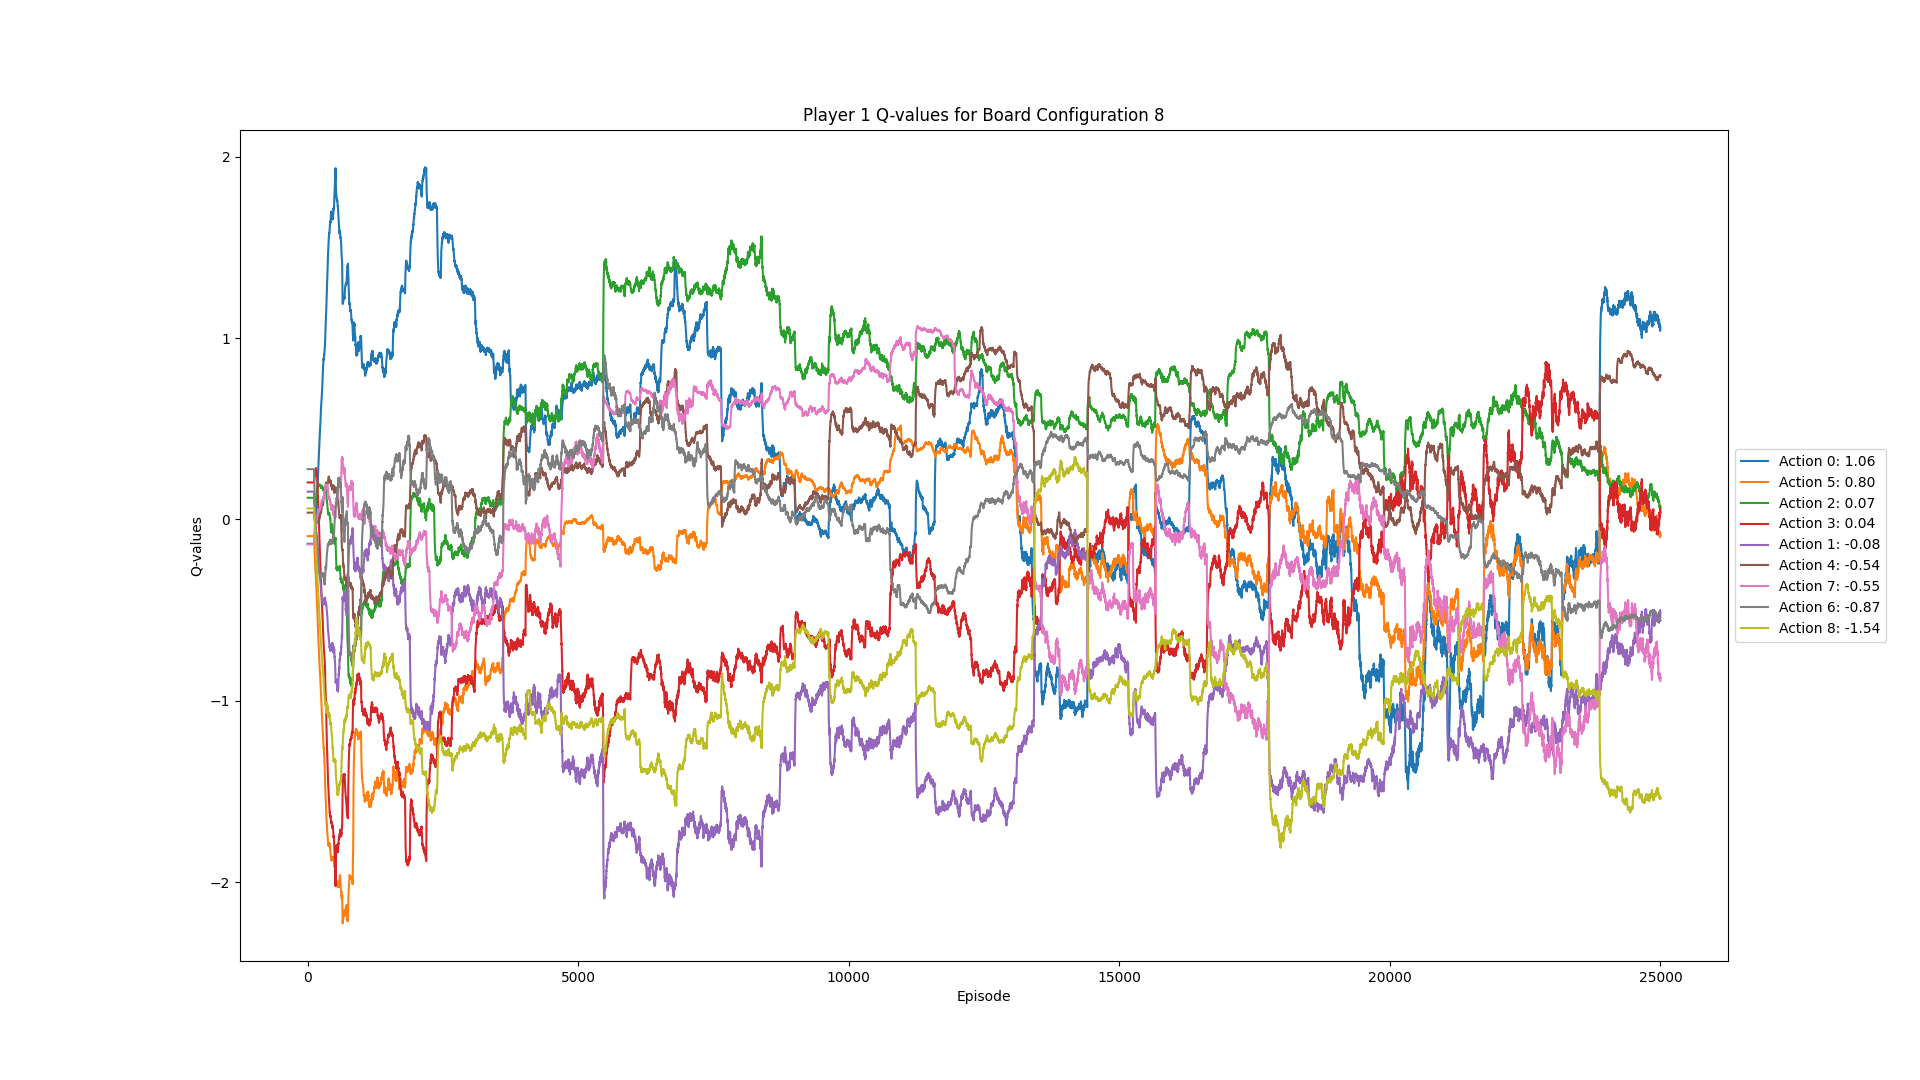 Player 1 Q-values for Board Configuration 8
2
1
0
−1
−2
Q-values
0
5000
10000
15000
20000
25000
Episode
Action 0: 1.06
Action 5: 0.80
Action 2: 0.07
Action 3: 0.04
Action 1: -0.08
Action 4: -0.54
Action 7: -0.55
Action 6: -0.87
Action 8: -1.54